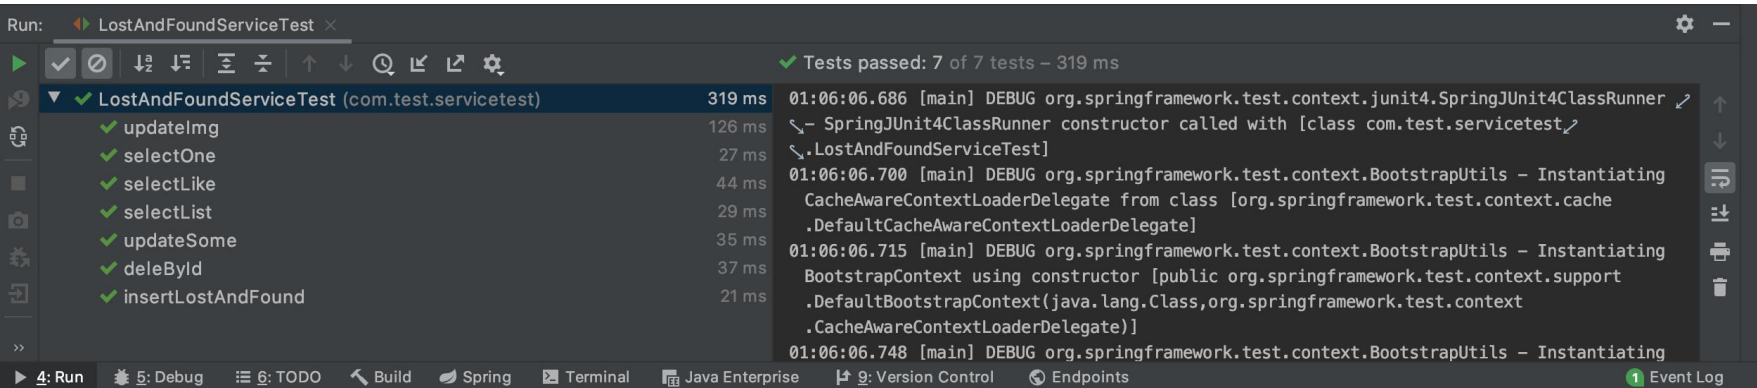 Run: LostAndFoundServiceTest
Tests passed: 7 of 7 tests – 319 ms
LostAndFoundServiceTest (com.test.servicetest) 319 ms
updateImg 126 ms
selectOne 27 ms
selectLike 44 ms
selectList 29 ms
updateSome 35 ms
deleById 37 ms
insertLostAndFound 21 ms
01:06:06.686 [main] DEBUG org.springframework.test.context.junit4.SpringJUnit4ClassRunner
- SpringJUnit4ClassRunner constructor called with [class com.test.servicetest
.LostAndFoundServiceTest]
01:06:06.700 [main] DEBUG org.springframework.test.context.BootstrapUtils - Instantiating
CacheAwareContextLoaderDelegate from class [org.springframework.test.context.cache
.DefaultCacheAwareContextLoaderDelegate]
01:06:06.715 [main] DEBUG org.springframework.test.context.BootstrapUtils - Instantiating
BootstrapContext using constructor [public org.springframework.test.context.support
.DefaultBootstrapContext(java.lang.Class,org.springframework.test.context
.CacheAwareContextLoaderDelegate)]
01:06:06.748 [main] DEBUG org.springframework.test.context.BootstrapUtils - Instantiating
4: Run 5: Debug 6: TODO Build Spring Terminal Java Enterprise 9: Version Control Endpoints 1 Event Log